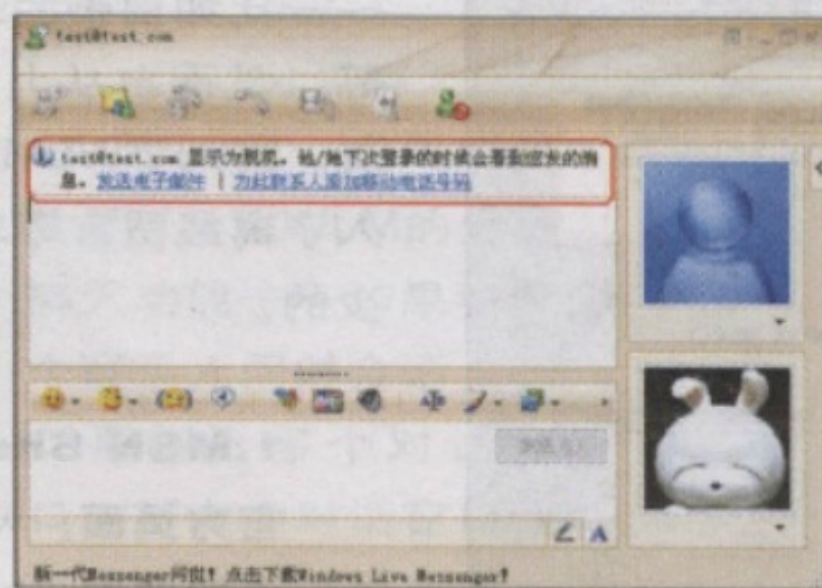 test@test.com
test@test.com 显示为脱机。他/她下次登录的时候会看到您发的消
息。发送电子邮件 | 为此联系人添加移动电话号码
新一代Messenger问世！点击下载Windows Live Messenger！